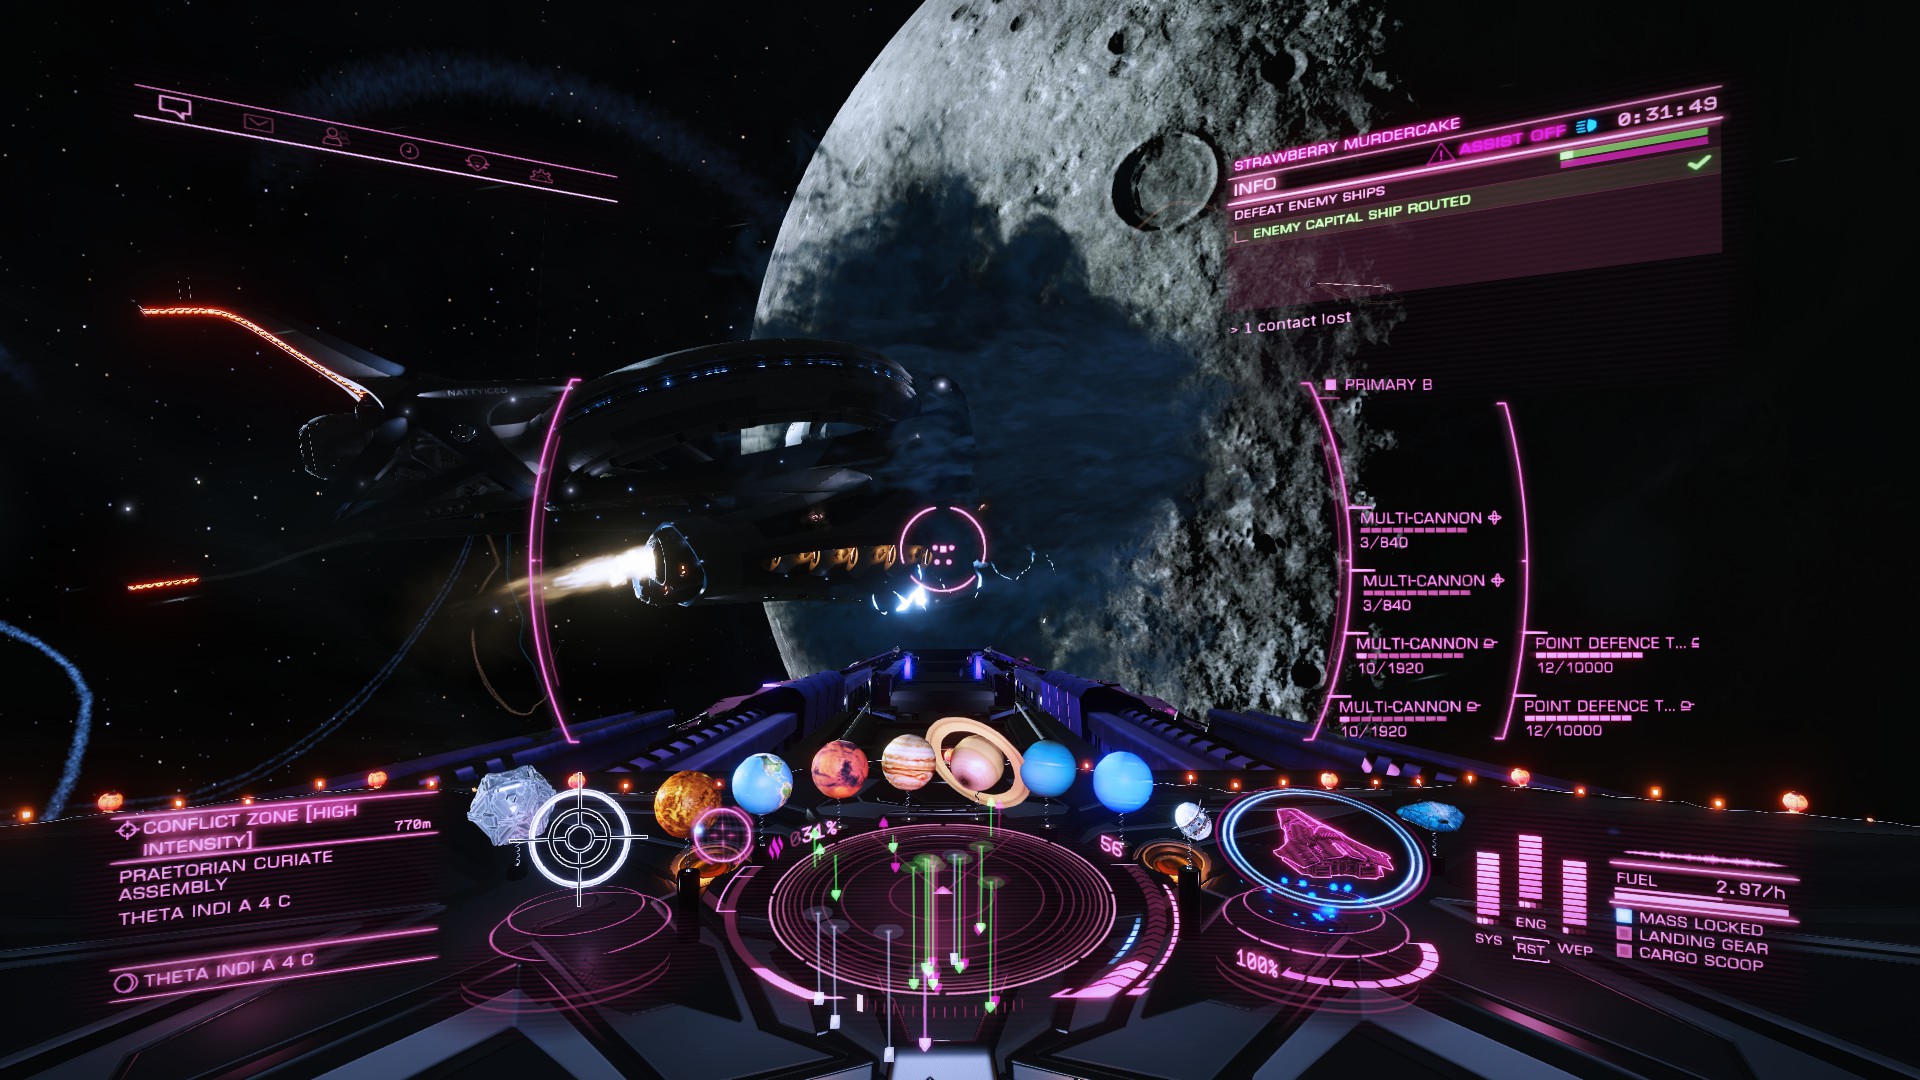 STRAWBERRY MURDERCAKE
ASSIST OFF
0:31:49
INFO
DEFEAT ENEMY SHIPS
ENEMY CAPITAL SHIP ROUTED
> 1 contact lost
NATTYICEO
PRIMARY B
MULTI-CANNON
3/840
MULTI-CANNON
3/840
MULTI-CANNON
10/1920
MULTI-CANNON
10/1920
POINT DEFENCE T...
12/10000
POINT DEFENCE T...
12/10000
CONFLICT ZONE [HIGH
INTENSITY]
770m
PRAETORIAN CURIATE
ASSEMBLY
THETA INDI A 4 C
THETA INDI A 4 C
56
100%
SYS
ENG
RST
WEP
FUEL
2.97/h
MASS LOCKED
LANDING GEAR
CARGO SCOOP